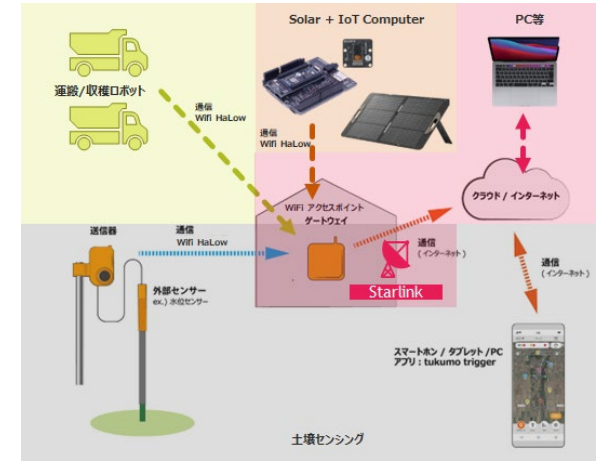 Solar + IoT Computer
PC等
運搬/収穫ロボット
通信
Wifi HaLow
通信
Wifi HaLow
クラウド / インターネット
WiFi アクセスポイント
ゲートウェイ
送信器
通信
Wifi HaLow
通信
(インターネット)
Starlink
通信
(インターネット)
外部センサー
ex.) 水位センサー
スマートホン / タブレット /PC
アプリ : tukumo trigger
土壌センシング